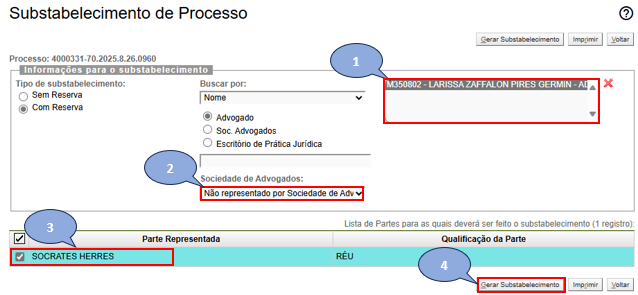 Substabelecimento de Processo
?
Gerar Substabelecimento Imprimir Voltar
Processo: 4000331-70.2025.8.26.0960
Informações para o substabelecimento
1
Tipo de substabelecimento:
Sem Reserva
Com Reserva
Buscar por:
Nome
Advogado
Soc. Advogados
Escritório de Prática Jurídica
M350802 - LARISSA ZAFFALON PIRES GERMIN - AD
2
Sociedade de Advogados:
Não representado por Sociedade de Adv
3
Lista de Partes para as quais deverá ser feito o substabelecimento (1 registro):
Parte Representada Qualificação da Parte
SOCRATES HERRES RÉU
4
Gerar Substabelecimento Imprimir Voltar